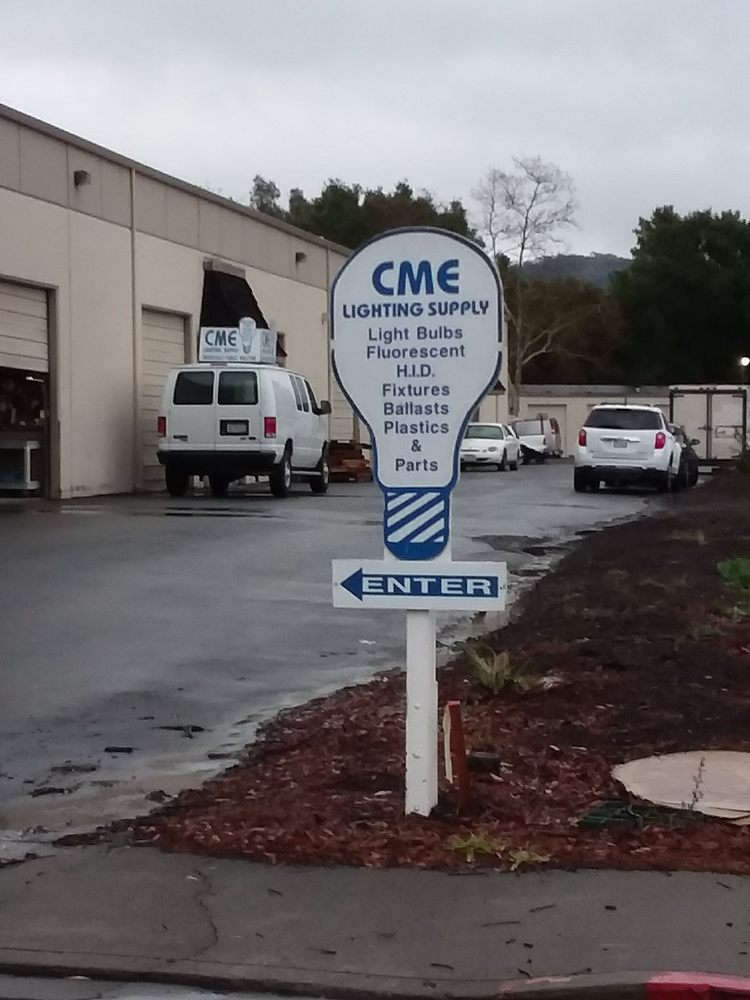 CME
LIGHTING SUPPLY
Light Bulbs
Fluorescent
H.I.D.
Fixtures
Ballasts
Plastics
&
Parts
ENTER
CME